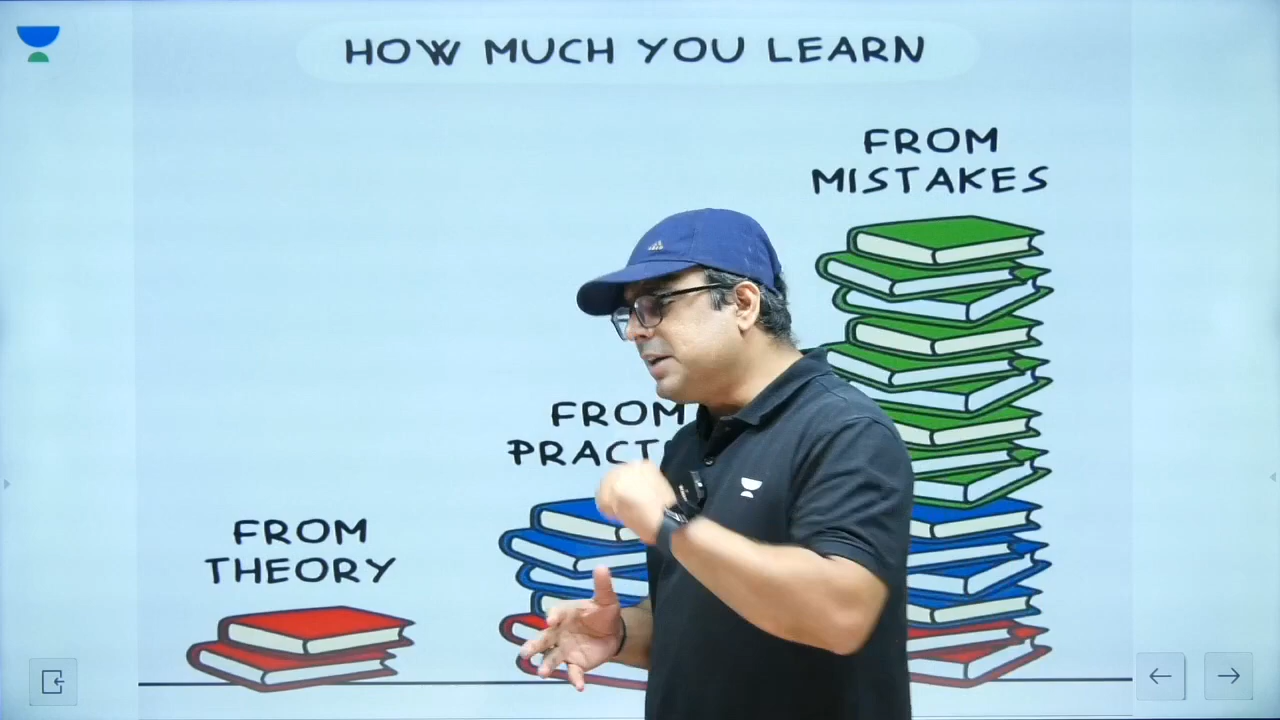 HOW MUCH YOU LEARN
FROM
MISTAKES
FROM
FROM
THEORY